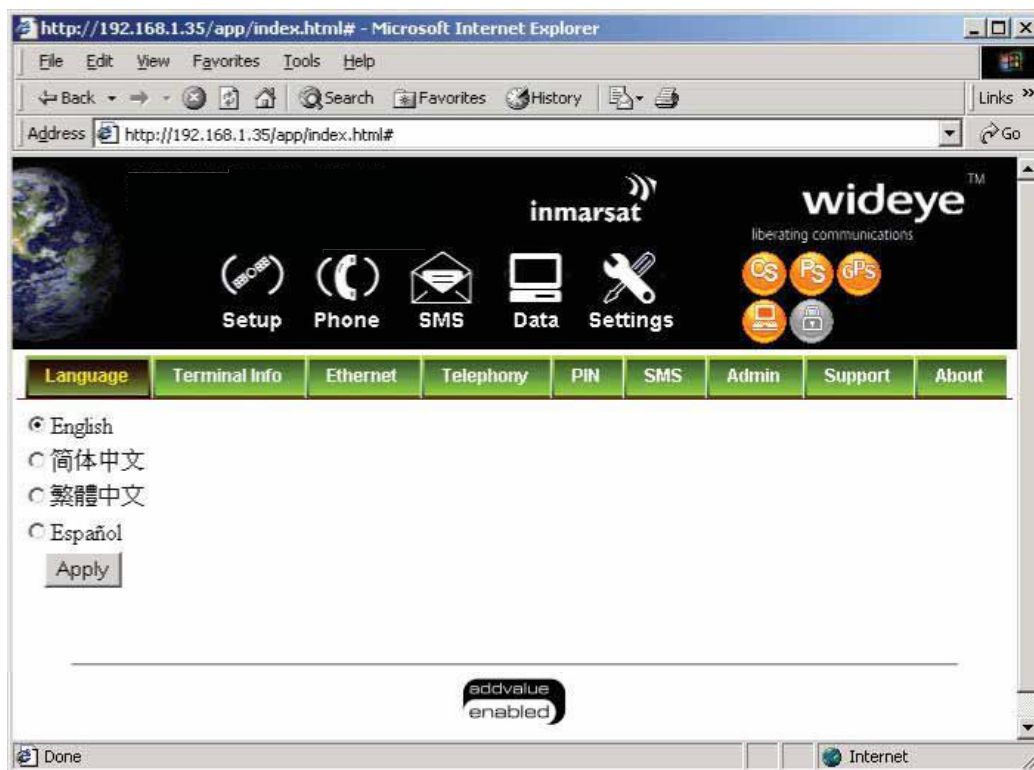 http://192.168.1.35/app/index.html# - Microsoft Internet Explorer
File Edit View Favorites Tools Help
Back Search Favorites History Links »
Address http://192.168.1.35/app/index.html# Go
inmarsat
wideye TM
liberating communications
CS PS GPS
Setup Phone SMS Data Settings
Language Terminal Info Ethernet Telephony PIN SMS Admin Support About
English
简体中文
繁體中文
Español
Apply
addvalue
enabled
Done Internet